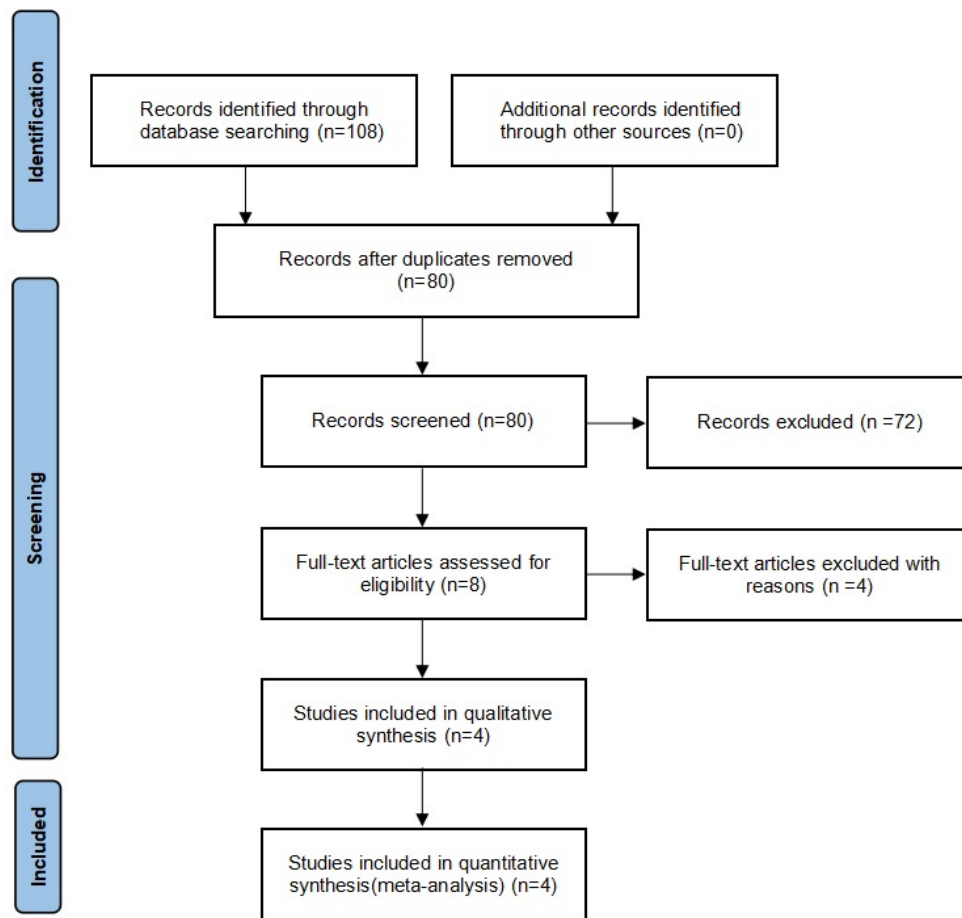 Identification
Records identified through
database searching (n=108)
Additional records identified
through other sources (n=0)
Records after duplicates removed
(n=80)
Screening
Records screened (n=80)
Records excluded (n =72)
Full-text articles assessed for
eligibility (n=8)
Full-text articles excluded with
reasons (n =4)
Studies included in qualitative
synthesis (n=4)
Included
Studies included in quantitative
synthesis(meta-analysis) (n=4)